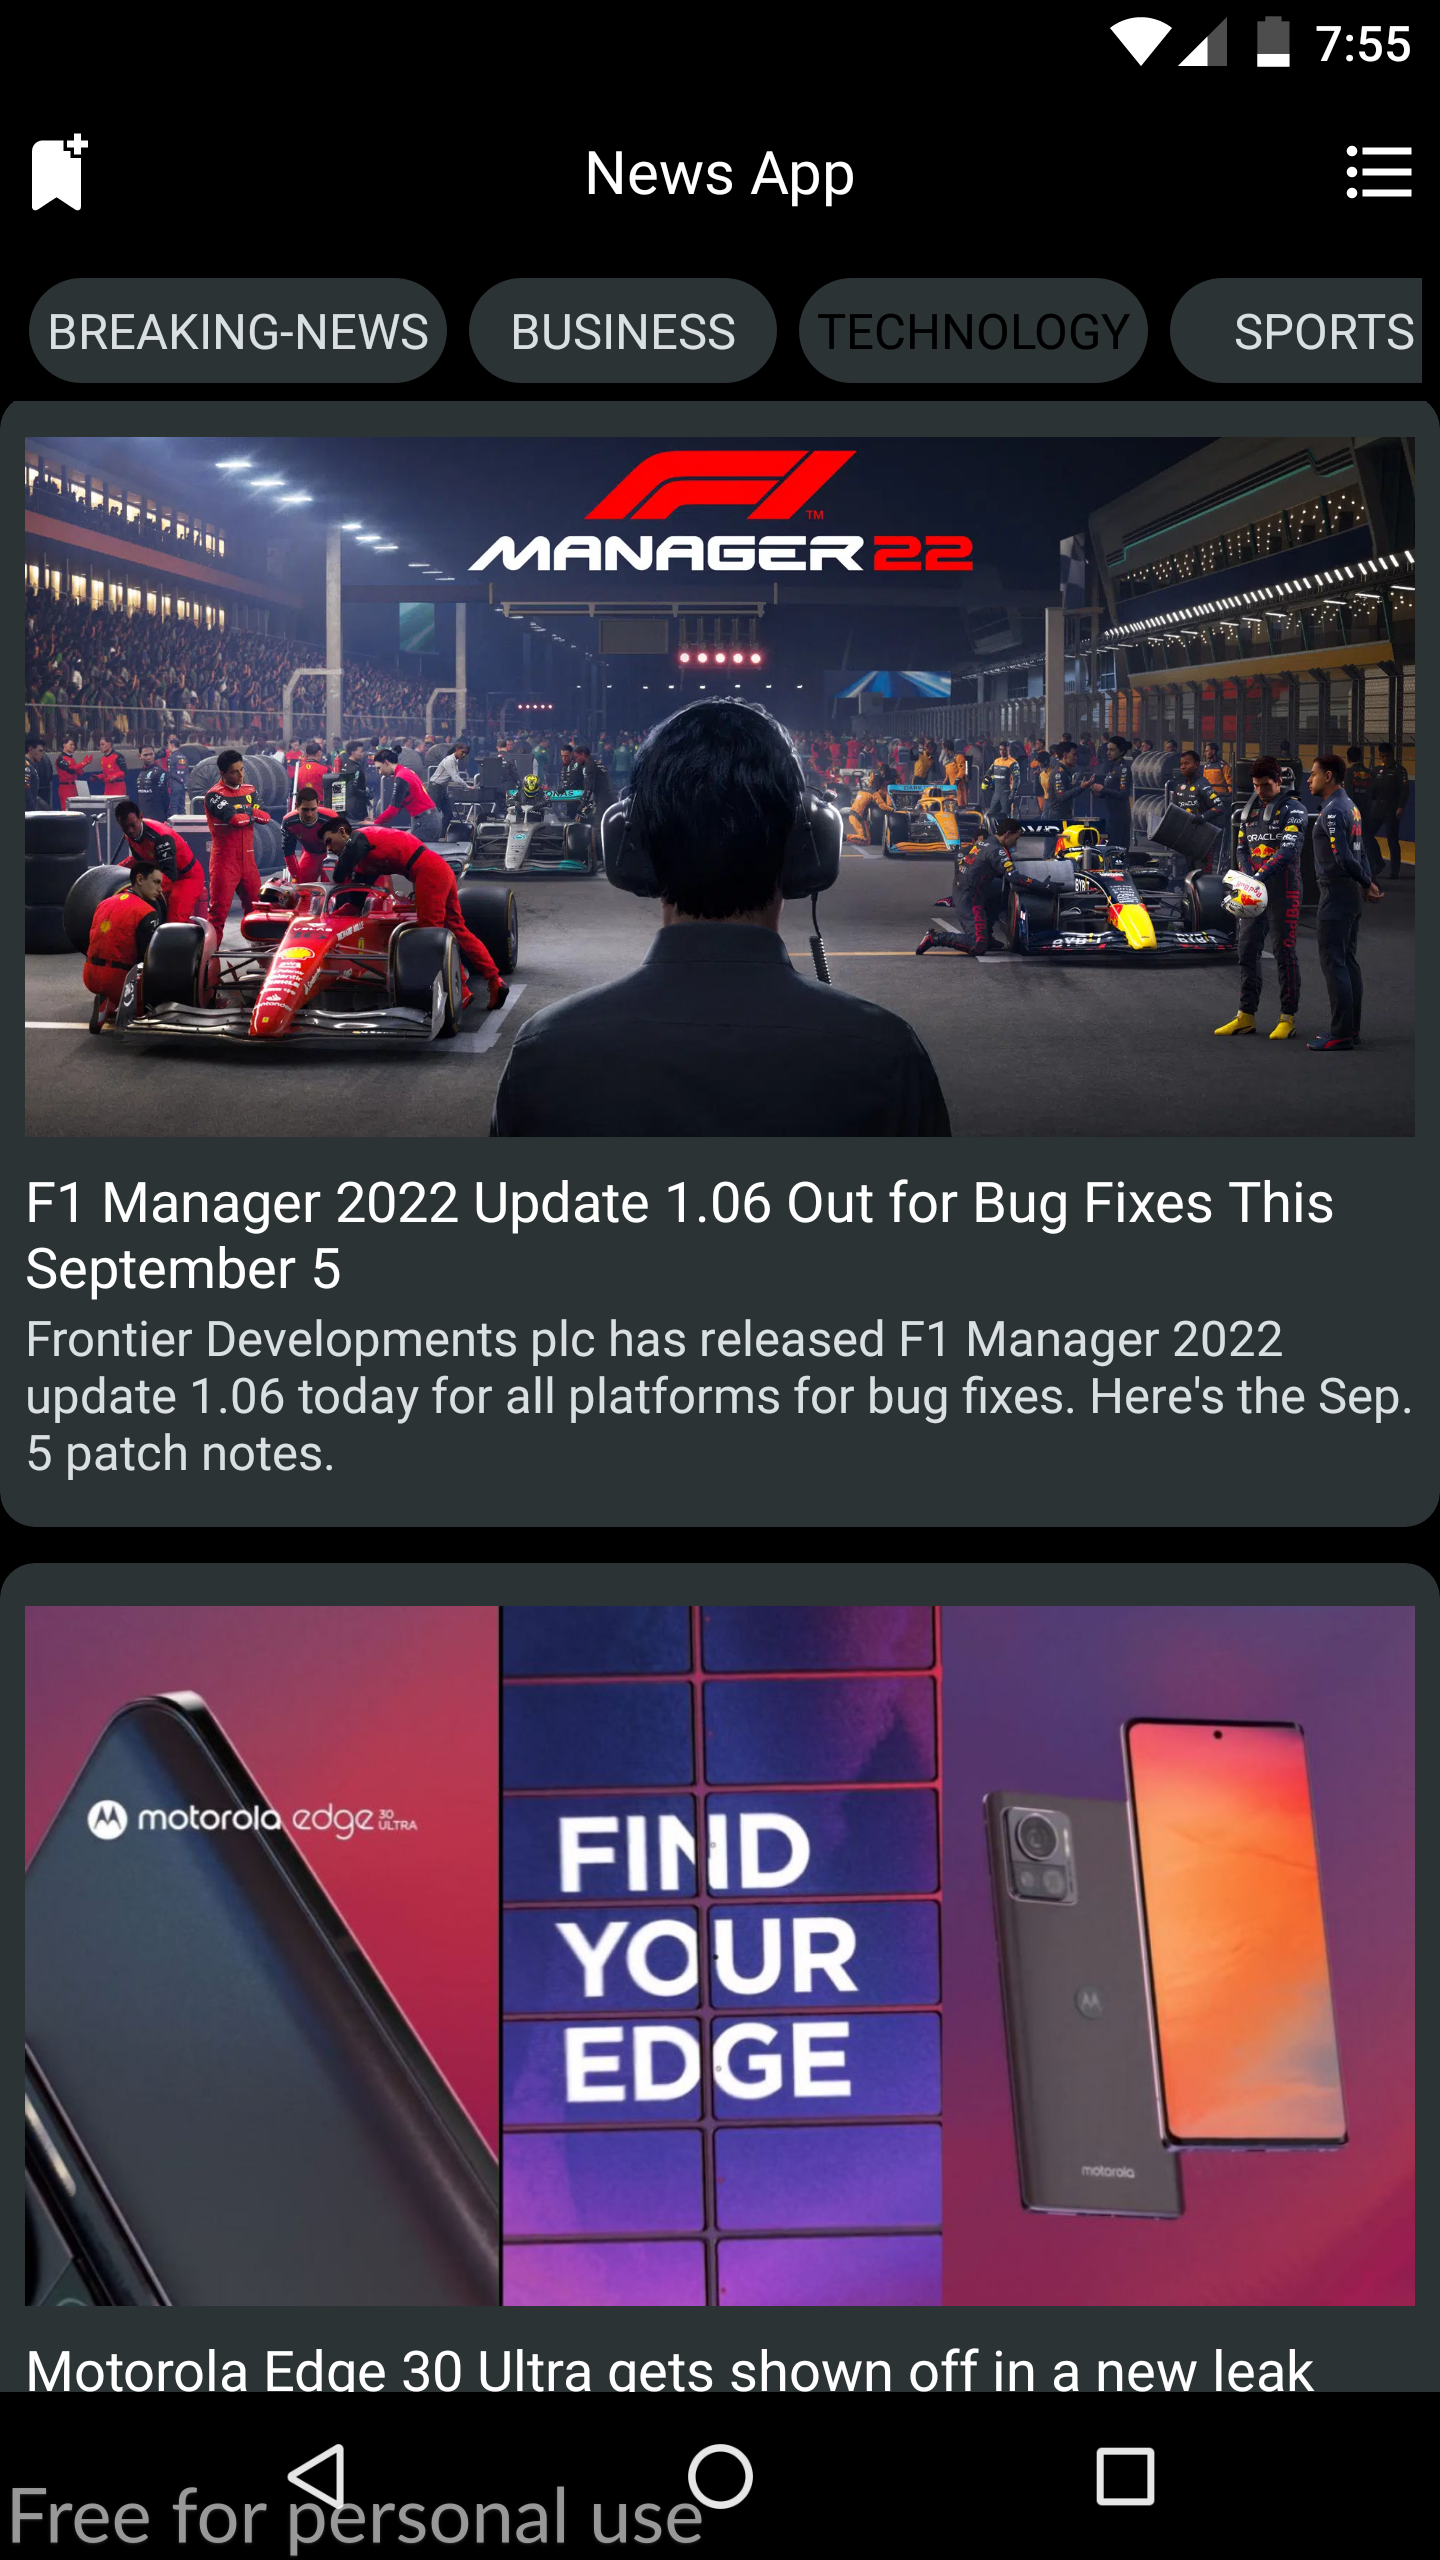 7:55
News App
BREAKING-NEWS
BUSINESS
TECHNOLOGY
SPORTS
F1 ™
MANAGER 22
F1 Manager 2022 Update 1.06 Out for Bug Fixes This
September 5
Frontier Developments plc has released F1 Manager 2022
update 1.06 today for all platforms for bug fixes. Here's the Sep.
5 patch notes.
motorola edge 30 ULTRA
FIND
YOUR
EDGE
motorola
Motorola Edge 30 Ultra gets shown off in a new leak
Free for personal use